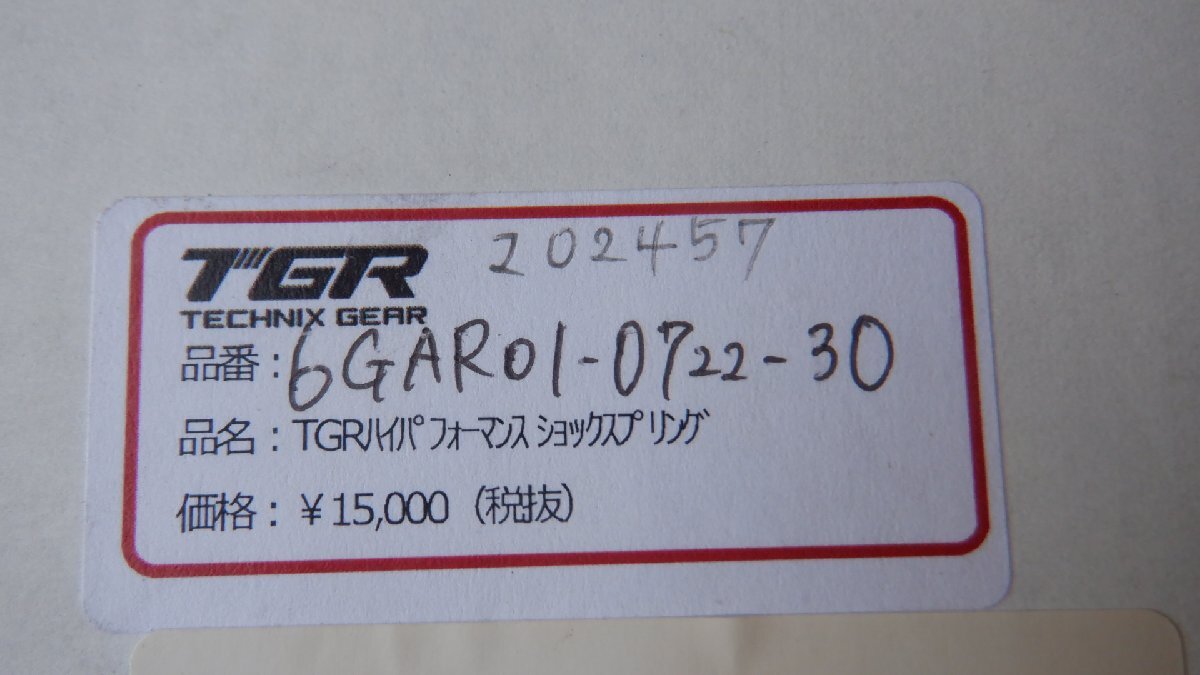 TGR 202457
TECHNIX GEAR
品番：6GAR01-0722-30
品名：TGRハイパフォーマンスショックスプリング
価格：￥15,000（税抜）